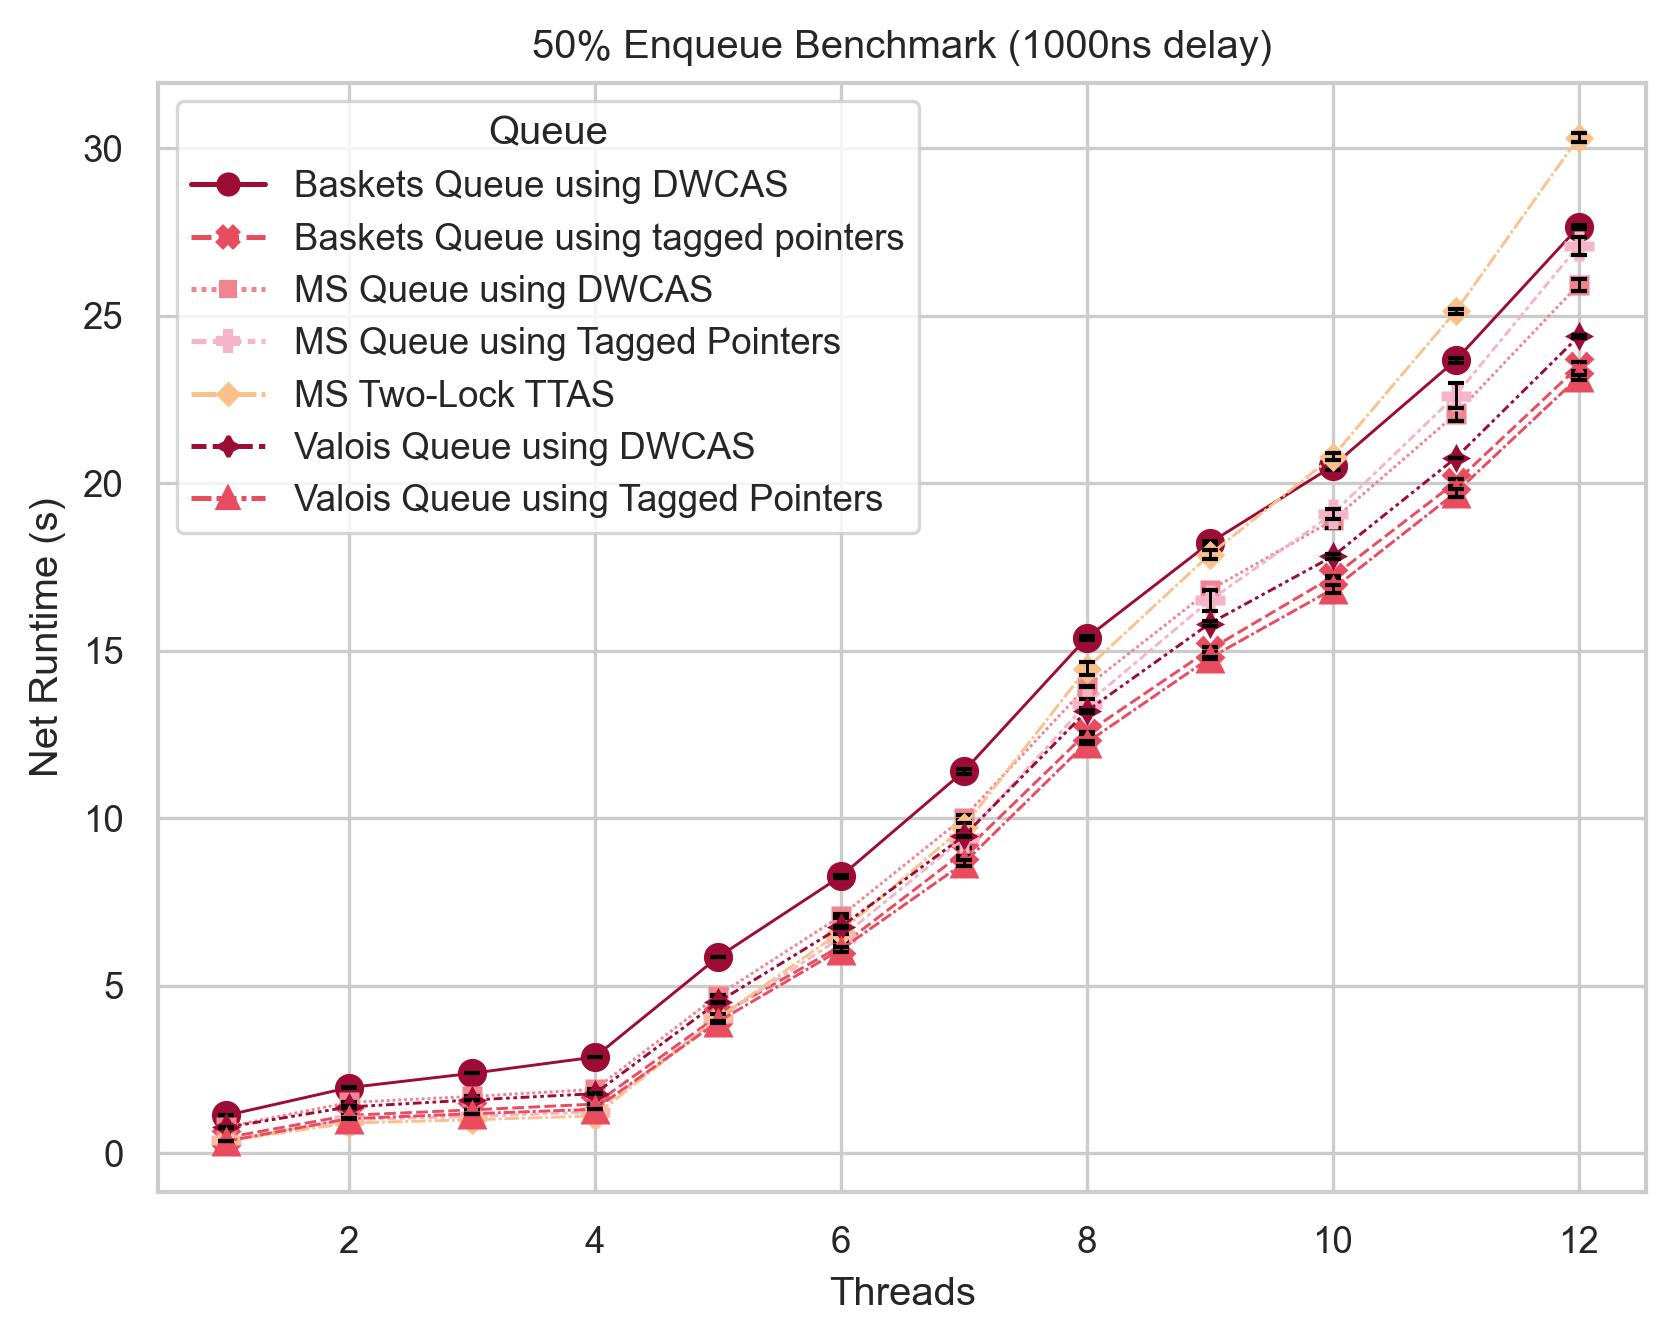 50% Enqueue Benchmark (1000ns delay)
Queue
Baskets Queue using DWCAS
Baskets Queue using tagged pointers
MS Queue using DWCAS
MS Queue using Tagged Pointers
MS Two-Lock TTAS
Valois Queue using DWCAS
Valois Queue using Tagged Pointers
Net Runtime (s)
30
25
20
15
10
5
0
2 4 6 8 10 12
Threads